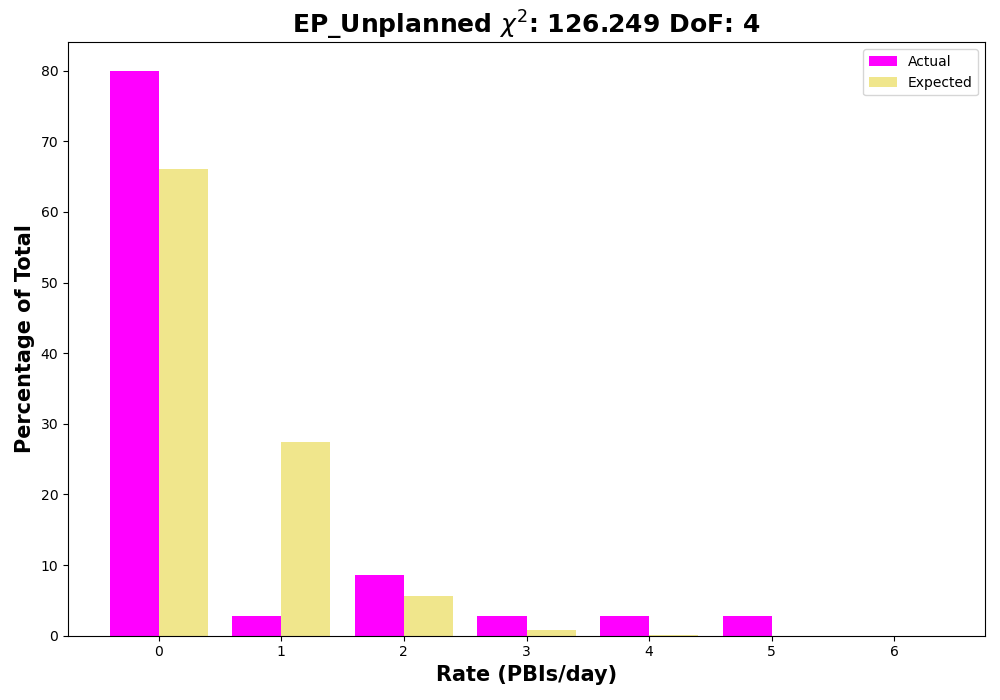 EP_Unplanned χ²: 126.249 DoF: 4
Actual
Expected
Percentage of Total
80
70
60
50
40
30
20
10
0
0 1 2 3 4 5 6
Rate (PBIs/day)